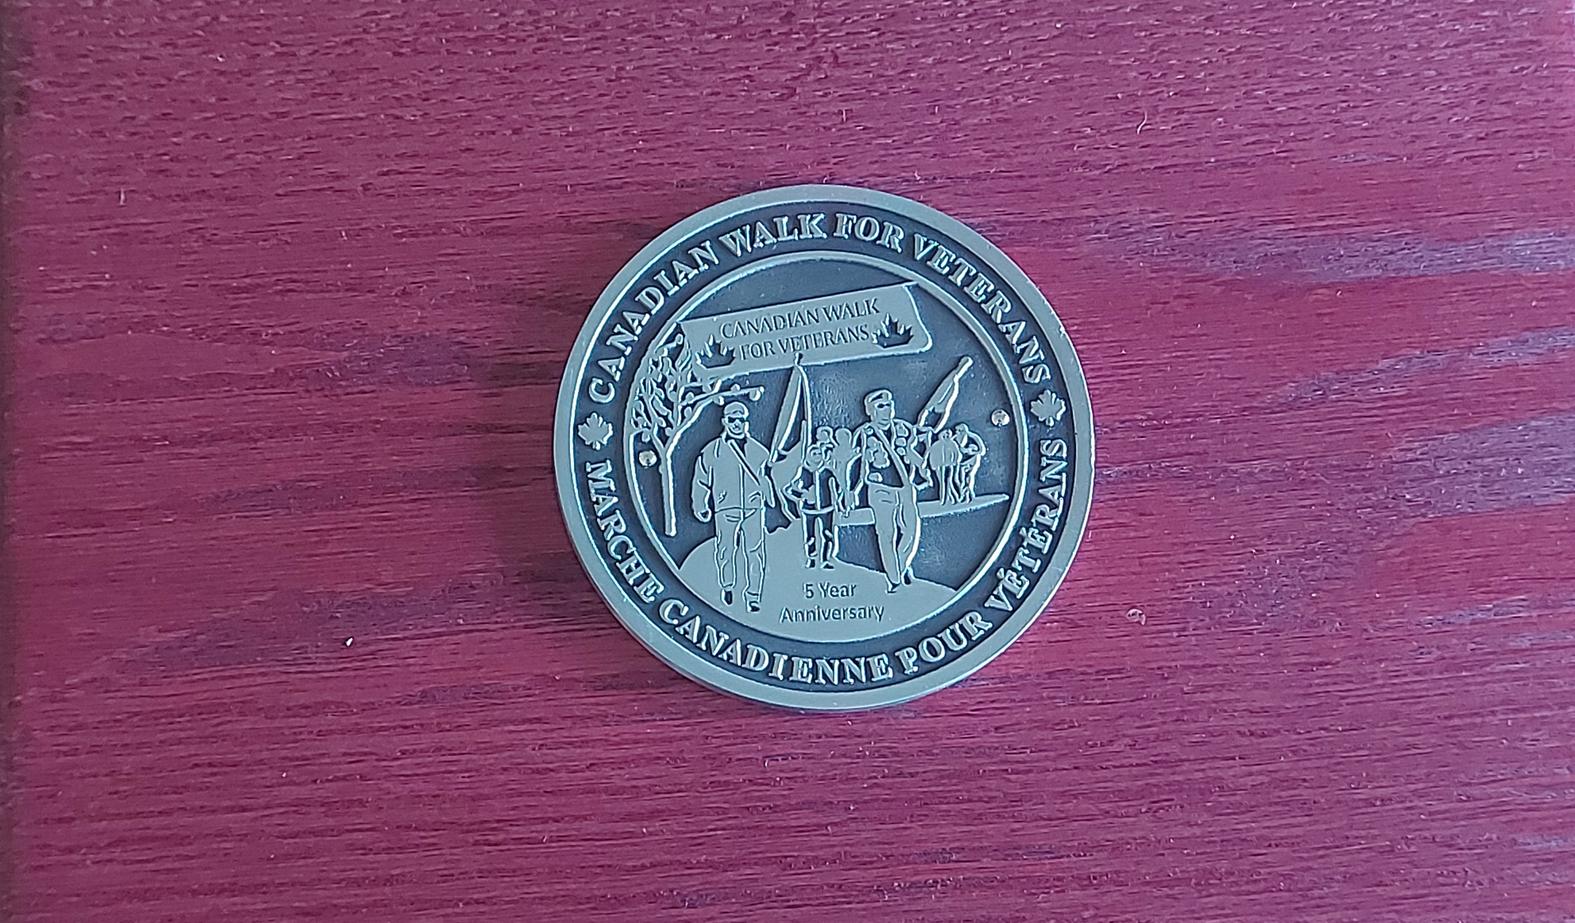 CANADIAN WALK FOR VETERANS
CANADIAN WALK
FOR VETERANS
5 Year
Anniversary
MARCHE CANADIENNE POUR VÉTÉRANS